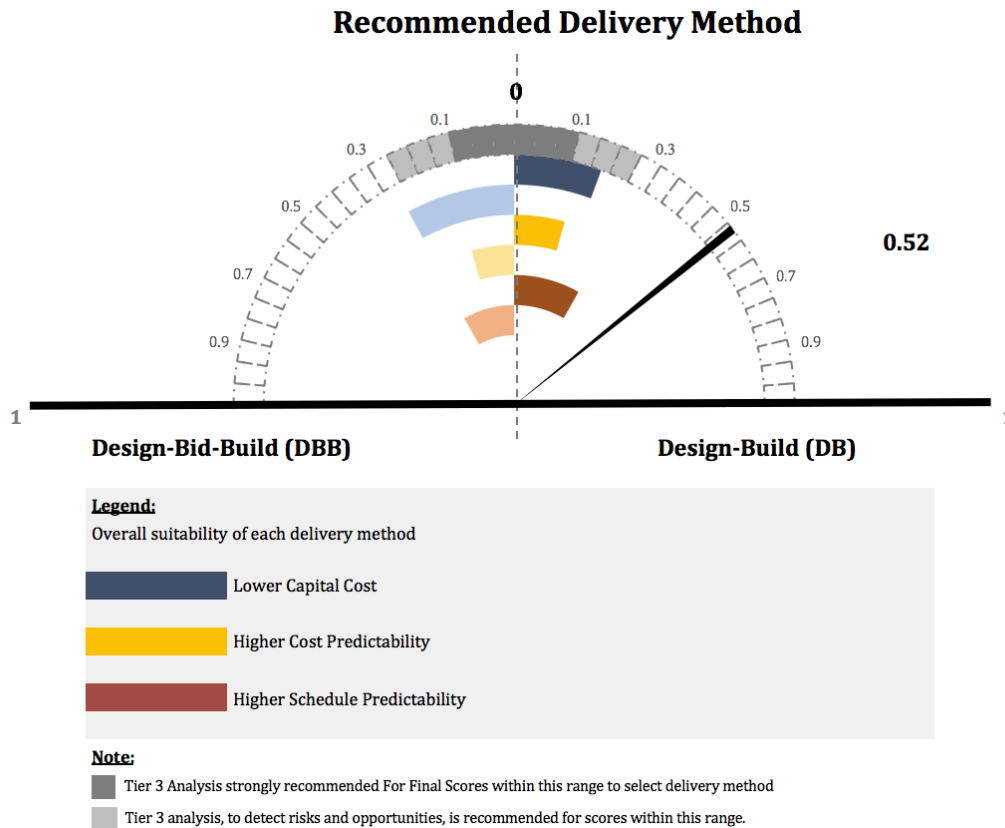 Recommended Delivery Method
0
0.1
0.1
0.3
0.3
0.5
0.5
0.52
0.7
0.7
0.9
0.9
1
Design-Bid-Build (DBB)
Design-Build (DB)
Legend:
Overall suitability of each delivery method
Lower Capital Cost
Higher Cost Predictability
Higher Schedule Predictability
Note:
Tier 3 Analysis strongly recommended For Final Scores within this range to select delivery method
Tier 3 analysis, to detect risks and opportunities, is recommended for scores within this range.